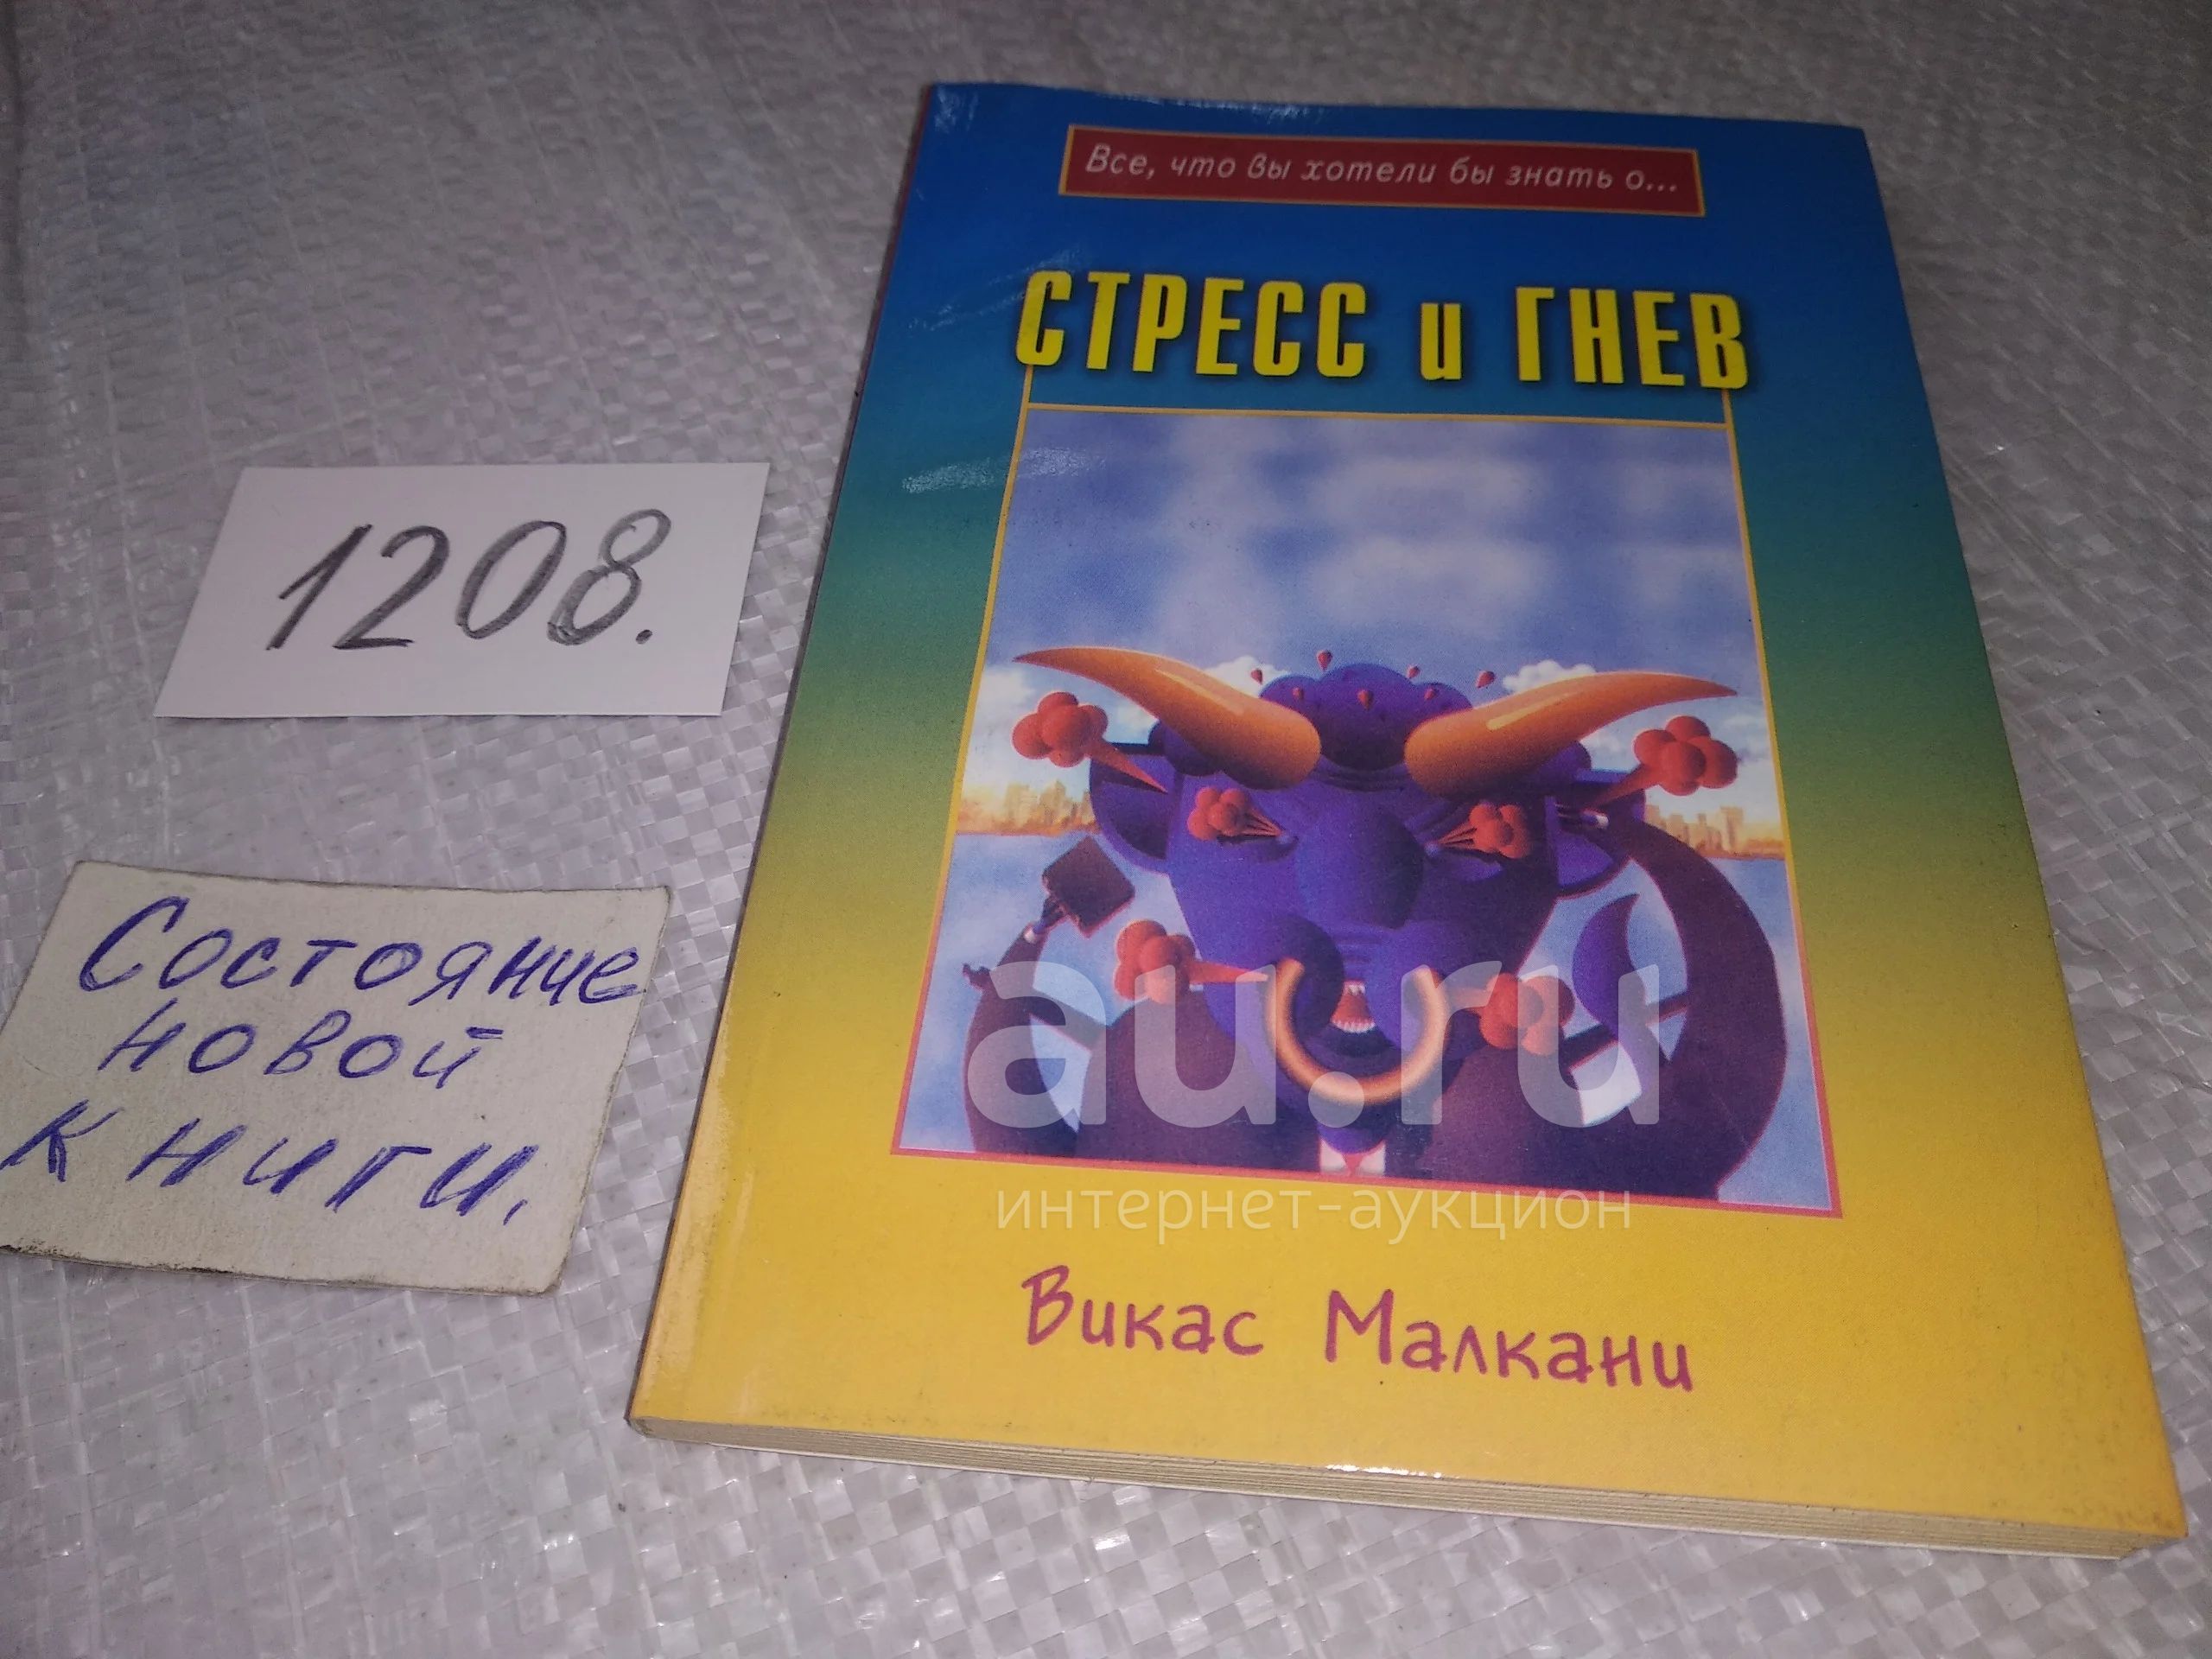 Все, что вы хотели бы знать о...
СТРЕСС и ГНЕВ
1208.
Состояние
новой
книги.
au.ru
интернет-аукцион
Викас Малкани